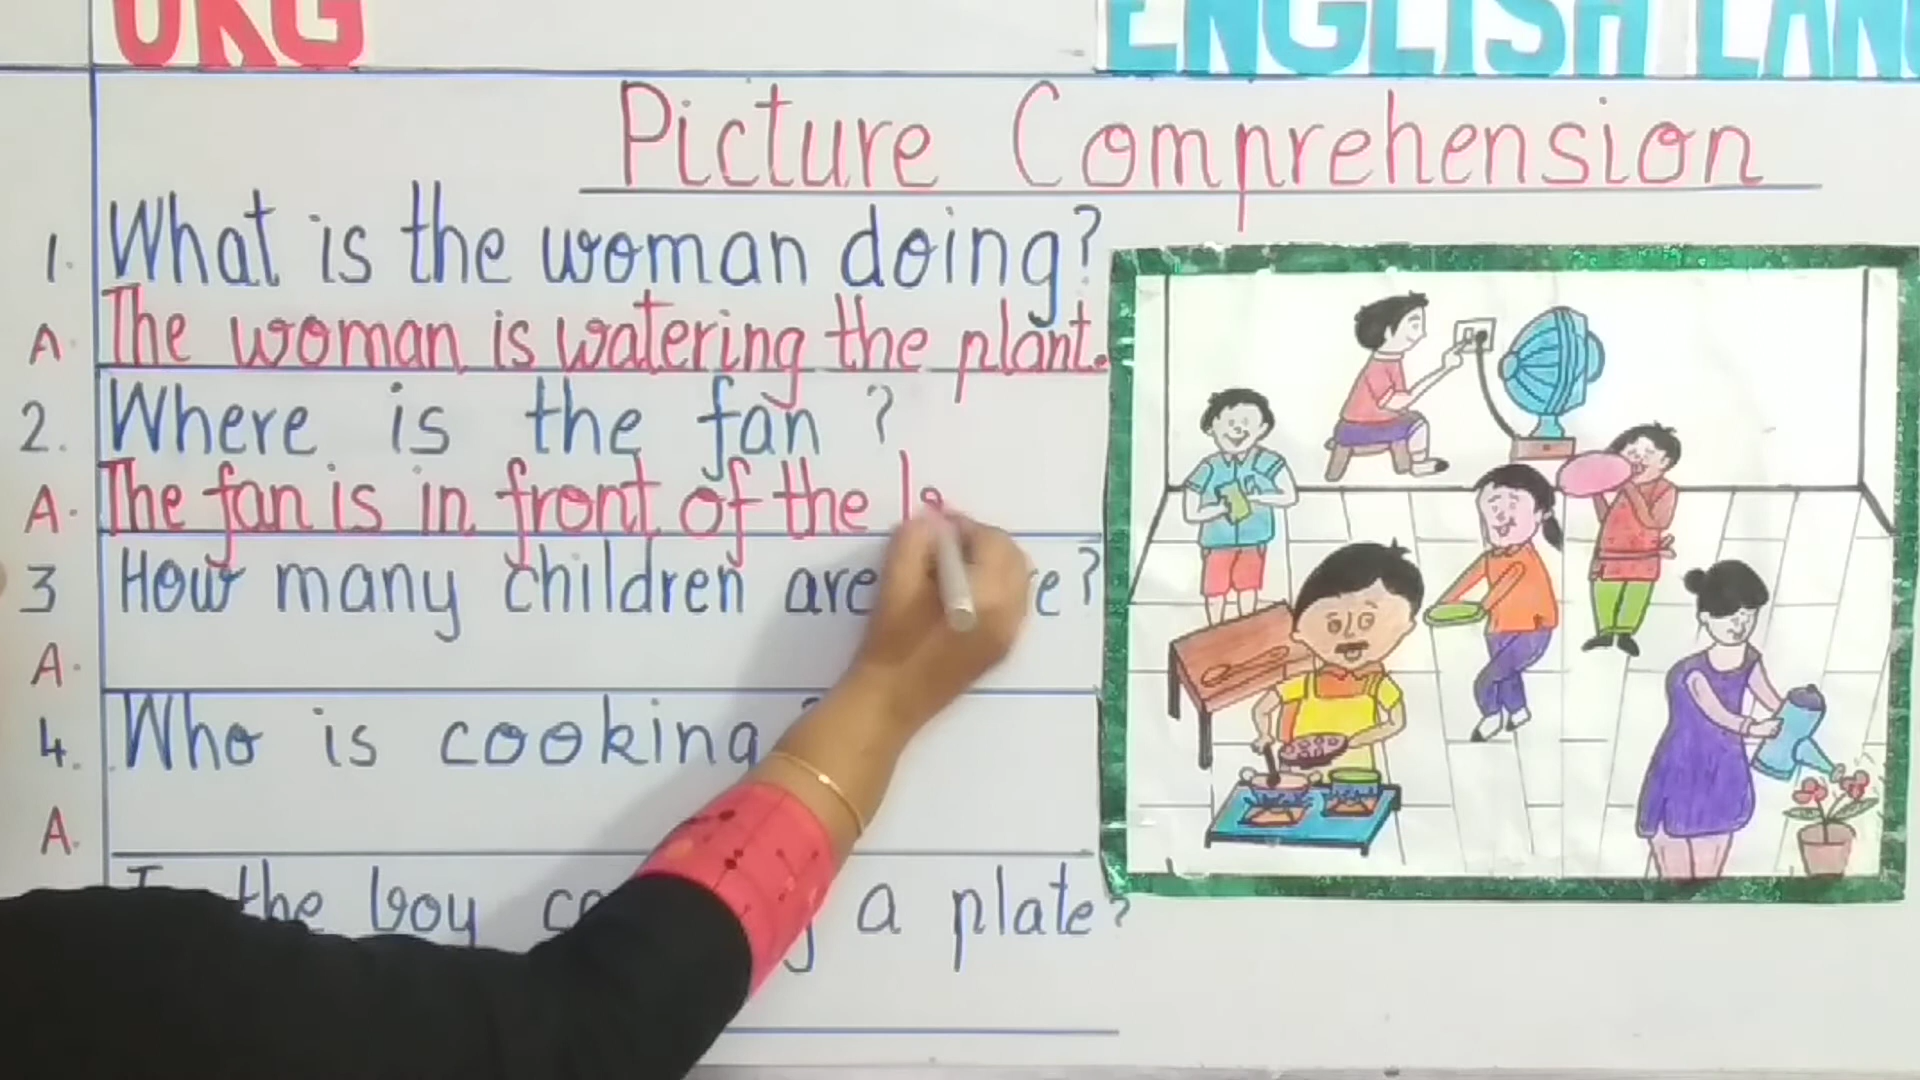 UKG
ENGLISH LAN
Picture Comprehension
1. What is the woman doing?
A. The woman is watering the plant.
2. Where is the fan ?
A. The fan is in front of the
3 How many children are ?
A.
4. Who is cooking ?
A.
the boy a plate?